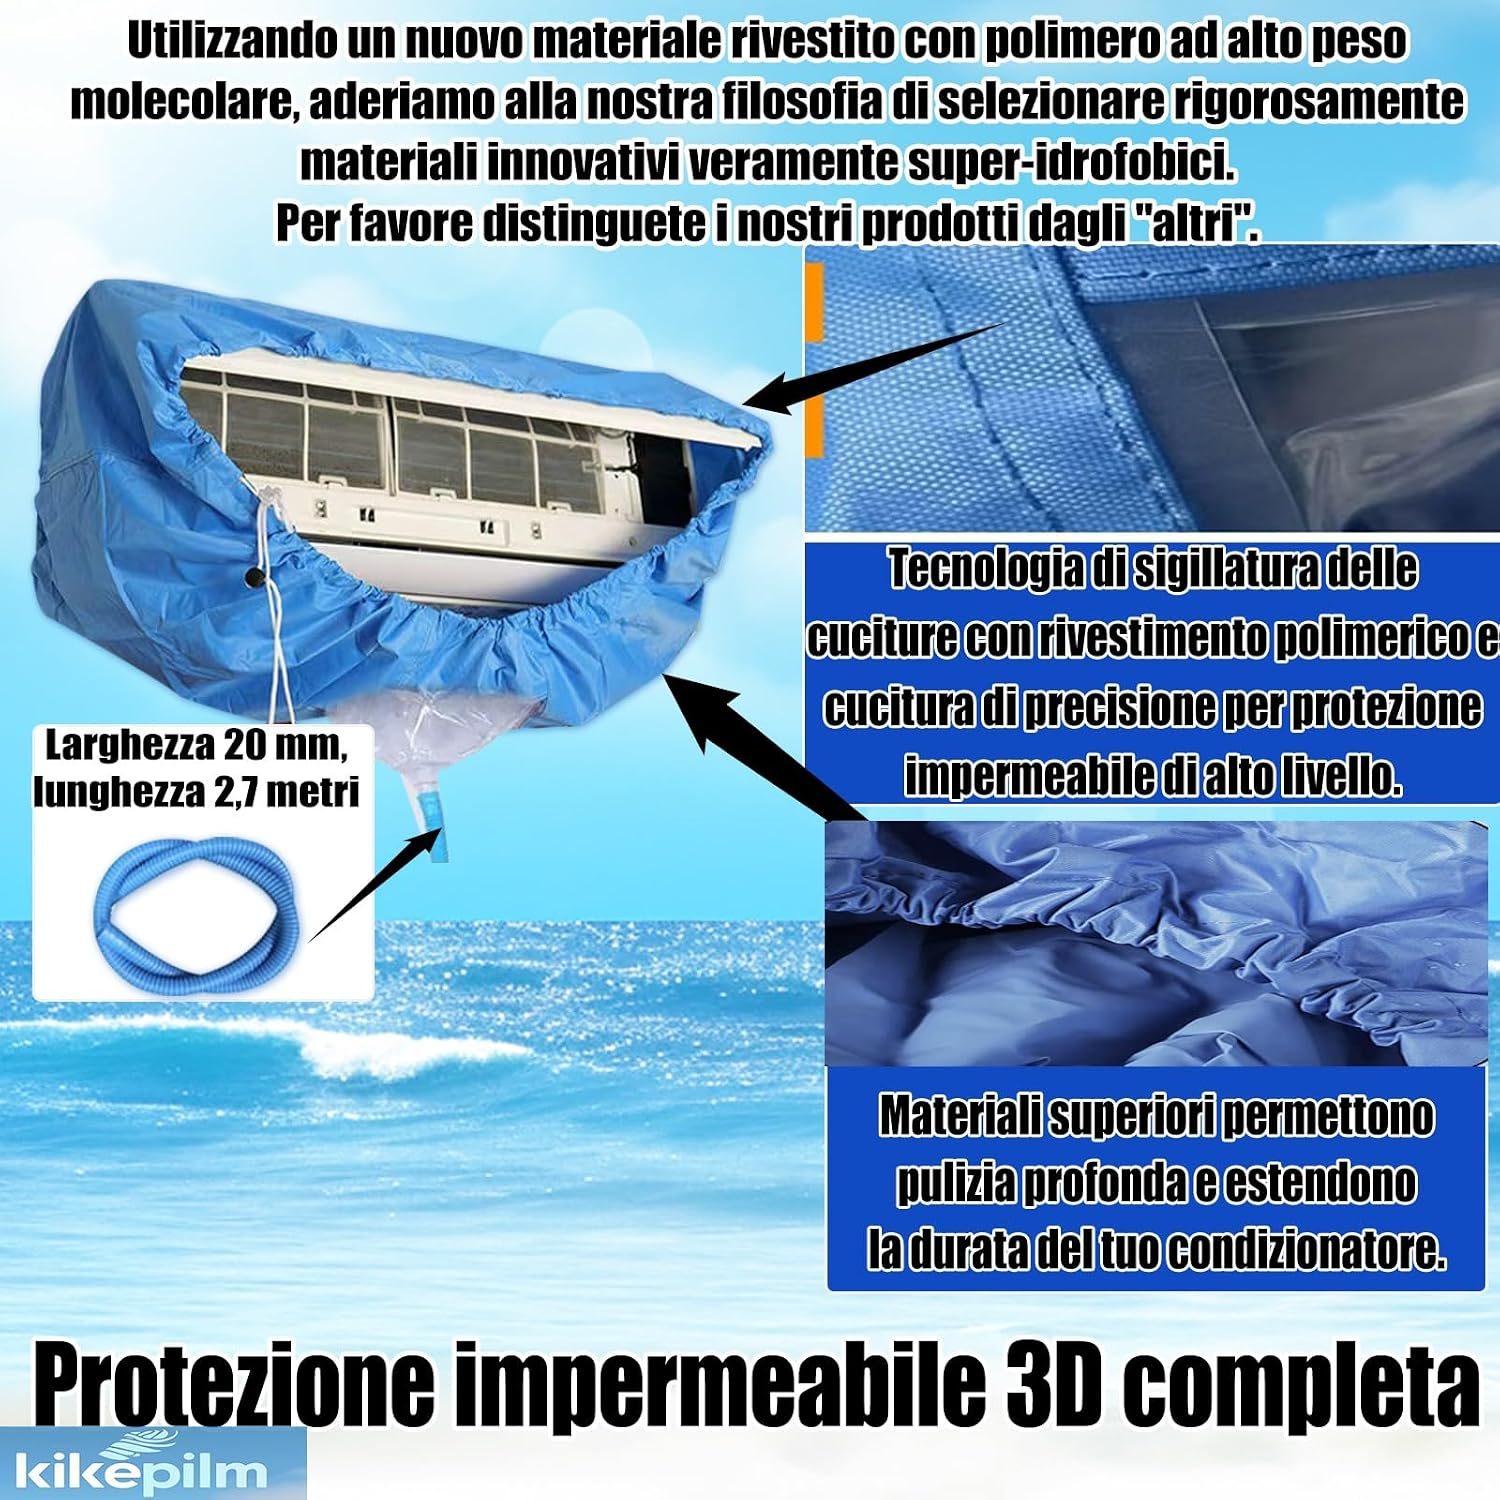 Utilizzando un nuovo materiale rivestito con polimero ad alto peso
molecolare, aderiamo alla nostra filosofia di selezionare rigorosamente
materiali innovativi veramente super-idrofobici.
Per favore distinguete i nostri prodotti dagli "altri".
Tecnologia di sigillatura delle
cuciture con rivestimento polimerico e
cucitura di precisione per protezione
impermeabile di alto livello.
Larghezza 20 mm,
lunghezza 2,7 metri
Materiali superiori permettono
pulizia profonda e estendono
la durata del tuo condizionatore.
Protezione impermeabile 3D completa
kikepilm